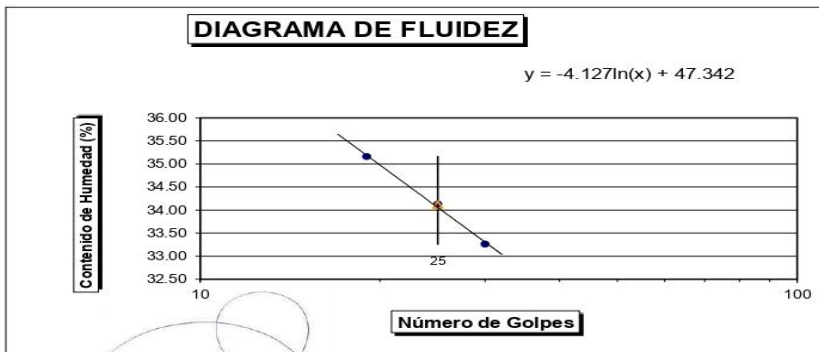 DIAGRAMA DE FLUIDEZ
y = -4.127ln(x) + 47.342
Contenido de Humedad (%)
36.00
35.50
35.00
34.50
34.00
33.50
33.00
32.50
25
10
100
Número de Golpes